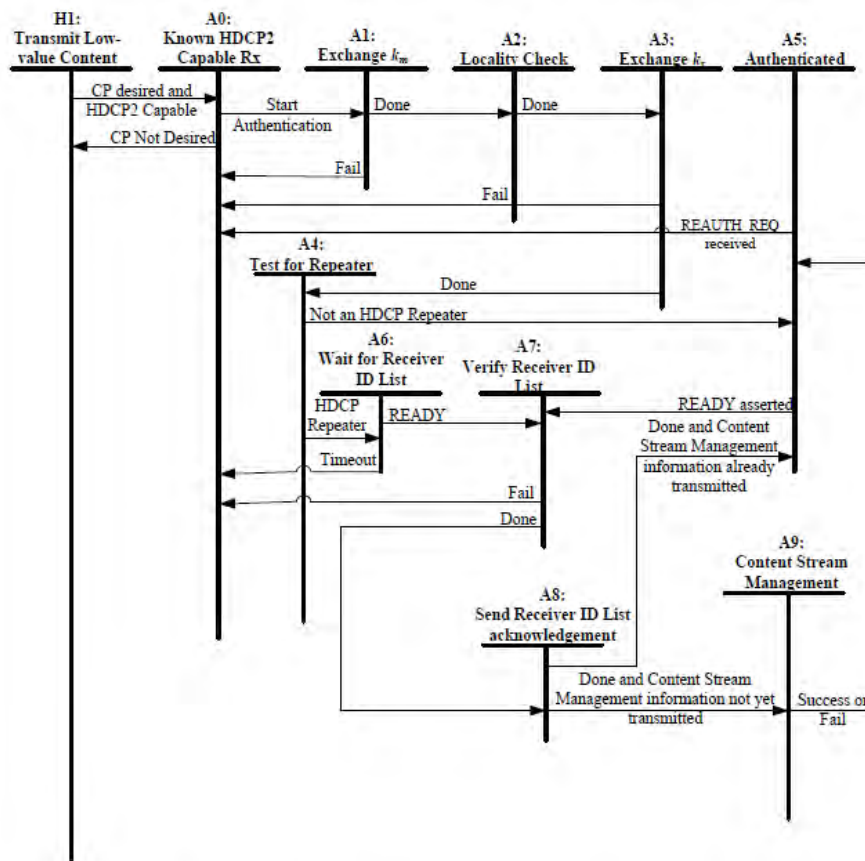 H1:
Transmit Low-
value Content
A0:
Known HDCP2
Capable Rx
A1:
Exchange km
A2:
Locality Check
A3:
Exchange ks
A5:
Authenticated
CP desired and
HDCP2 Capable
Start
Authentication
Done
Done
CP Not Desired
Fail
Fail
REAUTH_REQ
received
A4:
Test for Repeater
Done
Not an HDCP Repeater
A6:
Wait for Receiver
ID List
A7:
Verify Receiver ID
List
HDCP
Repeater
READY
READY asserted
Done and Content
Stream Management
information already
transmitted
Timeout
Fail
Done
A9:
Content Stream
Management
A8:
Send Receiver ID List
acknowledgement
Done and Content Stream
Management information not yet
transmitted
Success or
Fail